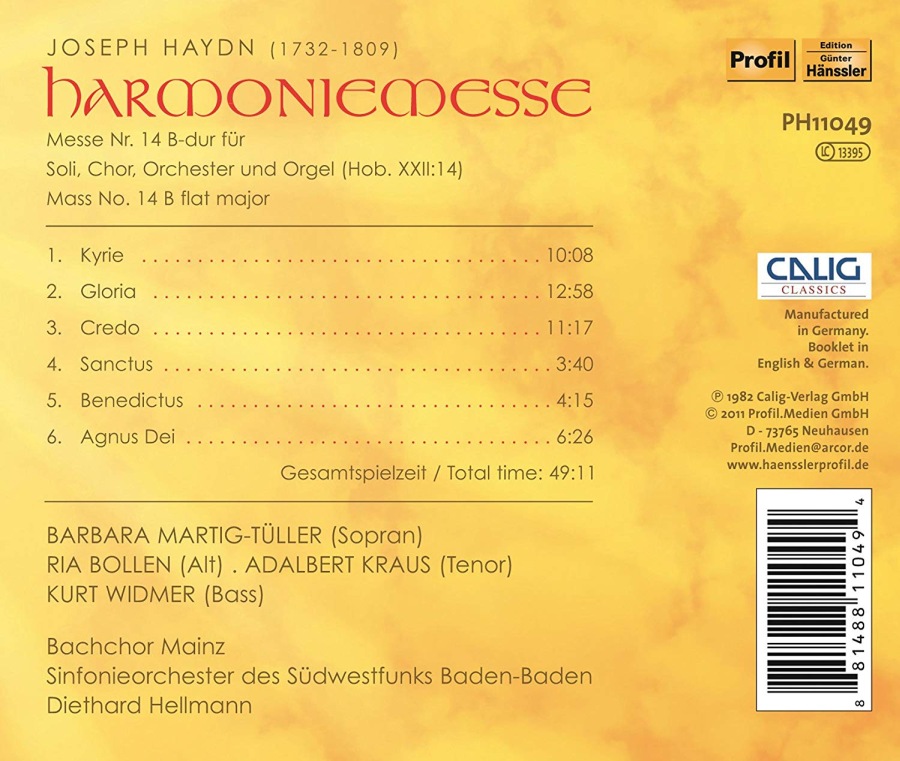 JOSEPH HAYDN (1732-1809)
HARMONIEMESSE
Messe Nr. 14 B-dur für
Soli, Chor, Orchester und Orgel (Hob. XXII:14)
Mass No. 14 B flat major
1. Kyrie ........................................ 10:08
2. Gloria ........................................ 12:58
3. Credo ........................................ 11:17
4. Sanctus ........................................ 3:40
5. Benedictus ........................................ 4:15
6. Agnus Dei ........................................ 6:26
Gesamtspielzeit / Total time: 49:11
BARBARA MARTIG-TÜLLER (Sopran)
RIA BOLLEN (Alt) . ADALBERT KRAUS (Tenor)
KURT WIDMER (Bass)
Bachchor Mainz
Sinfonieorchester des Südwestfunks Baden-Baden
Diethard Hellmann
Profil
Edition
Günter
Hänssler
PH11049
LC 13395
CALIG
CLASSICS
Manufactured
in Germany.
Booklet in
English & German.
℗ 1982 Calig-Verlag GmbH
© 2011 Profil.Medien GmbH
D - 73765 Neuhausen
Profil.Medien@arcor.de
www.haensslerprofil.de
8 81488 11049 4